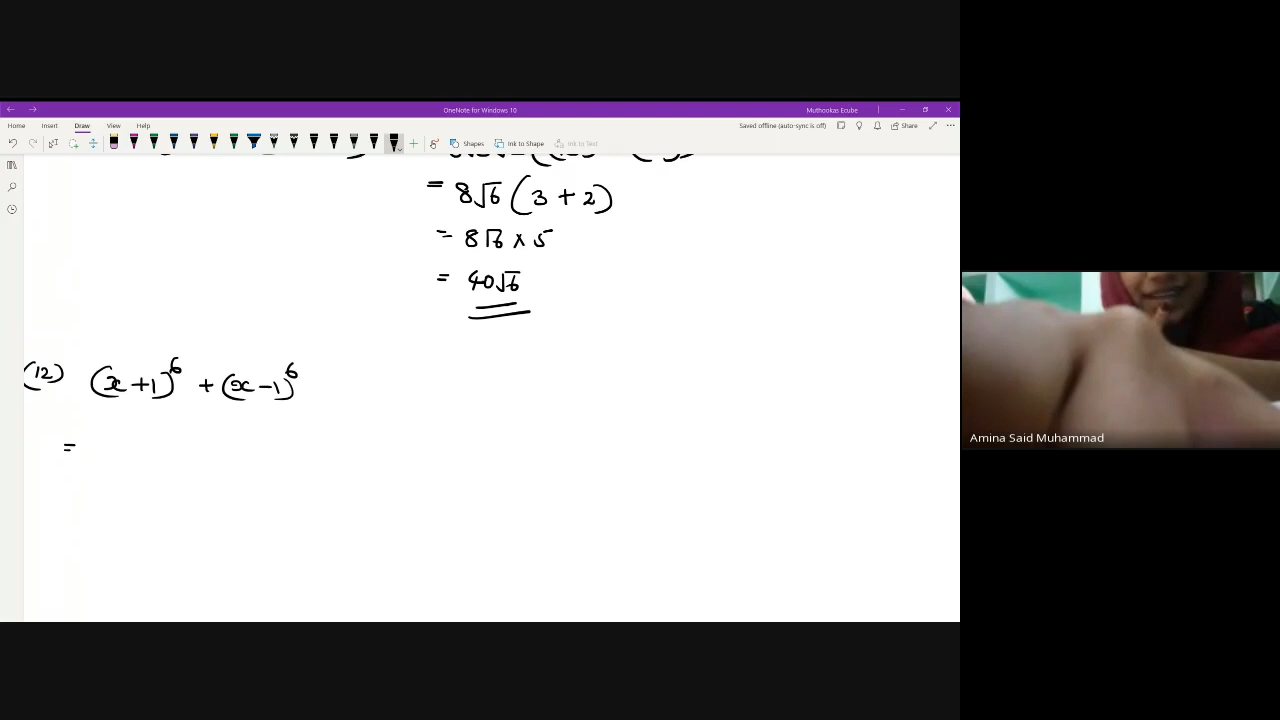 OneNote for Windows 10
Muthookas Ecube
Home Insert Draw View Help
Saved offline (auto-sync is off)
Share
Shapes
Ink to Shape
Ink to Text
= 8√6 (3 + 2)
= 8√6 × 5
= 40√6
(12) (x+1)⁶ + (x-1)⁶
=
Amina Said Muhammad